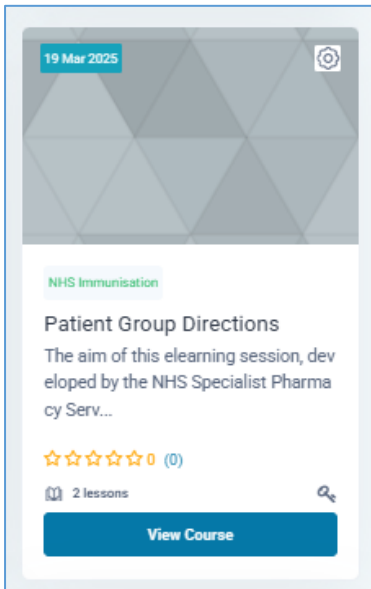 19 Mar 2025
NHS Immunisation
Patient Group Directions
The aim of this elearning session, dev
eloped by the NHS Specialist Pharma
cy Serv...
0 (0)
2 lessons
View Course